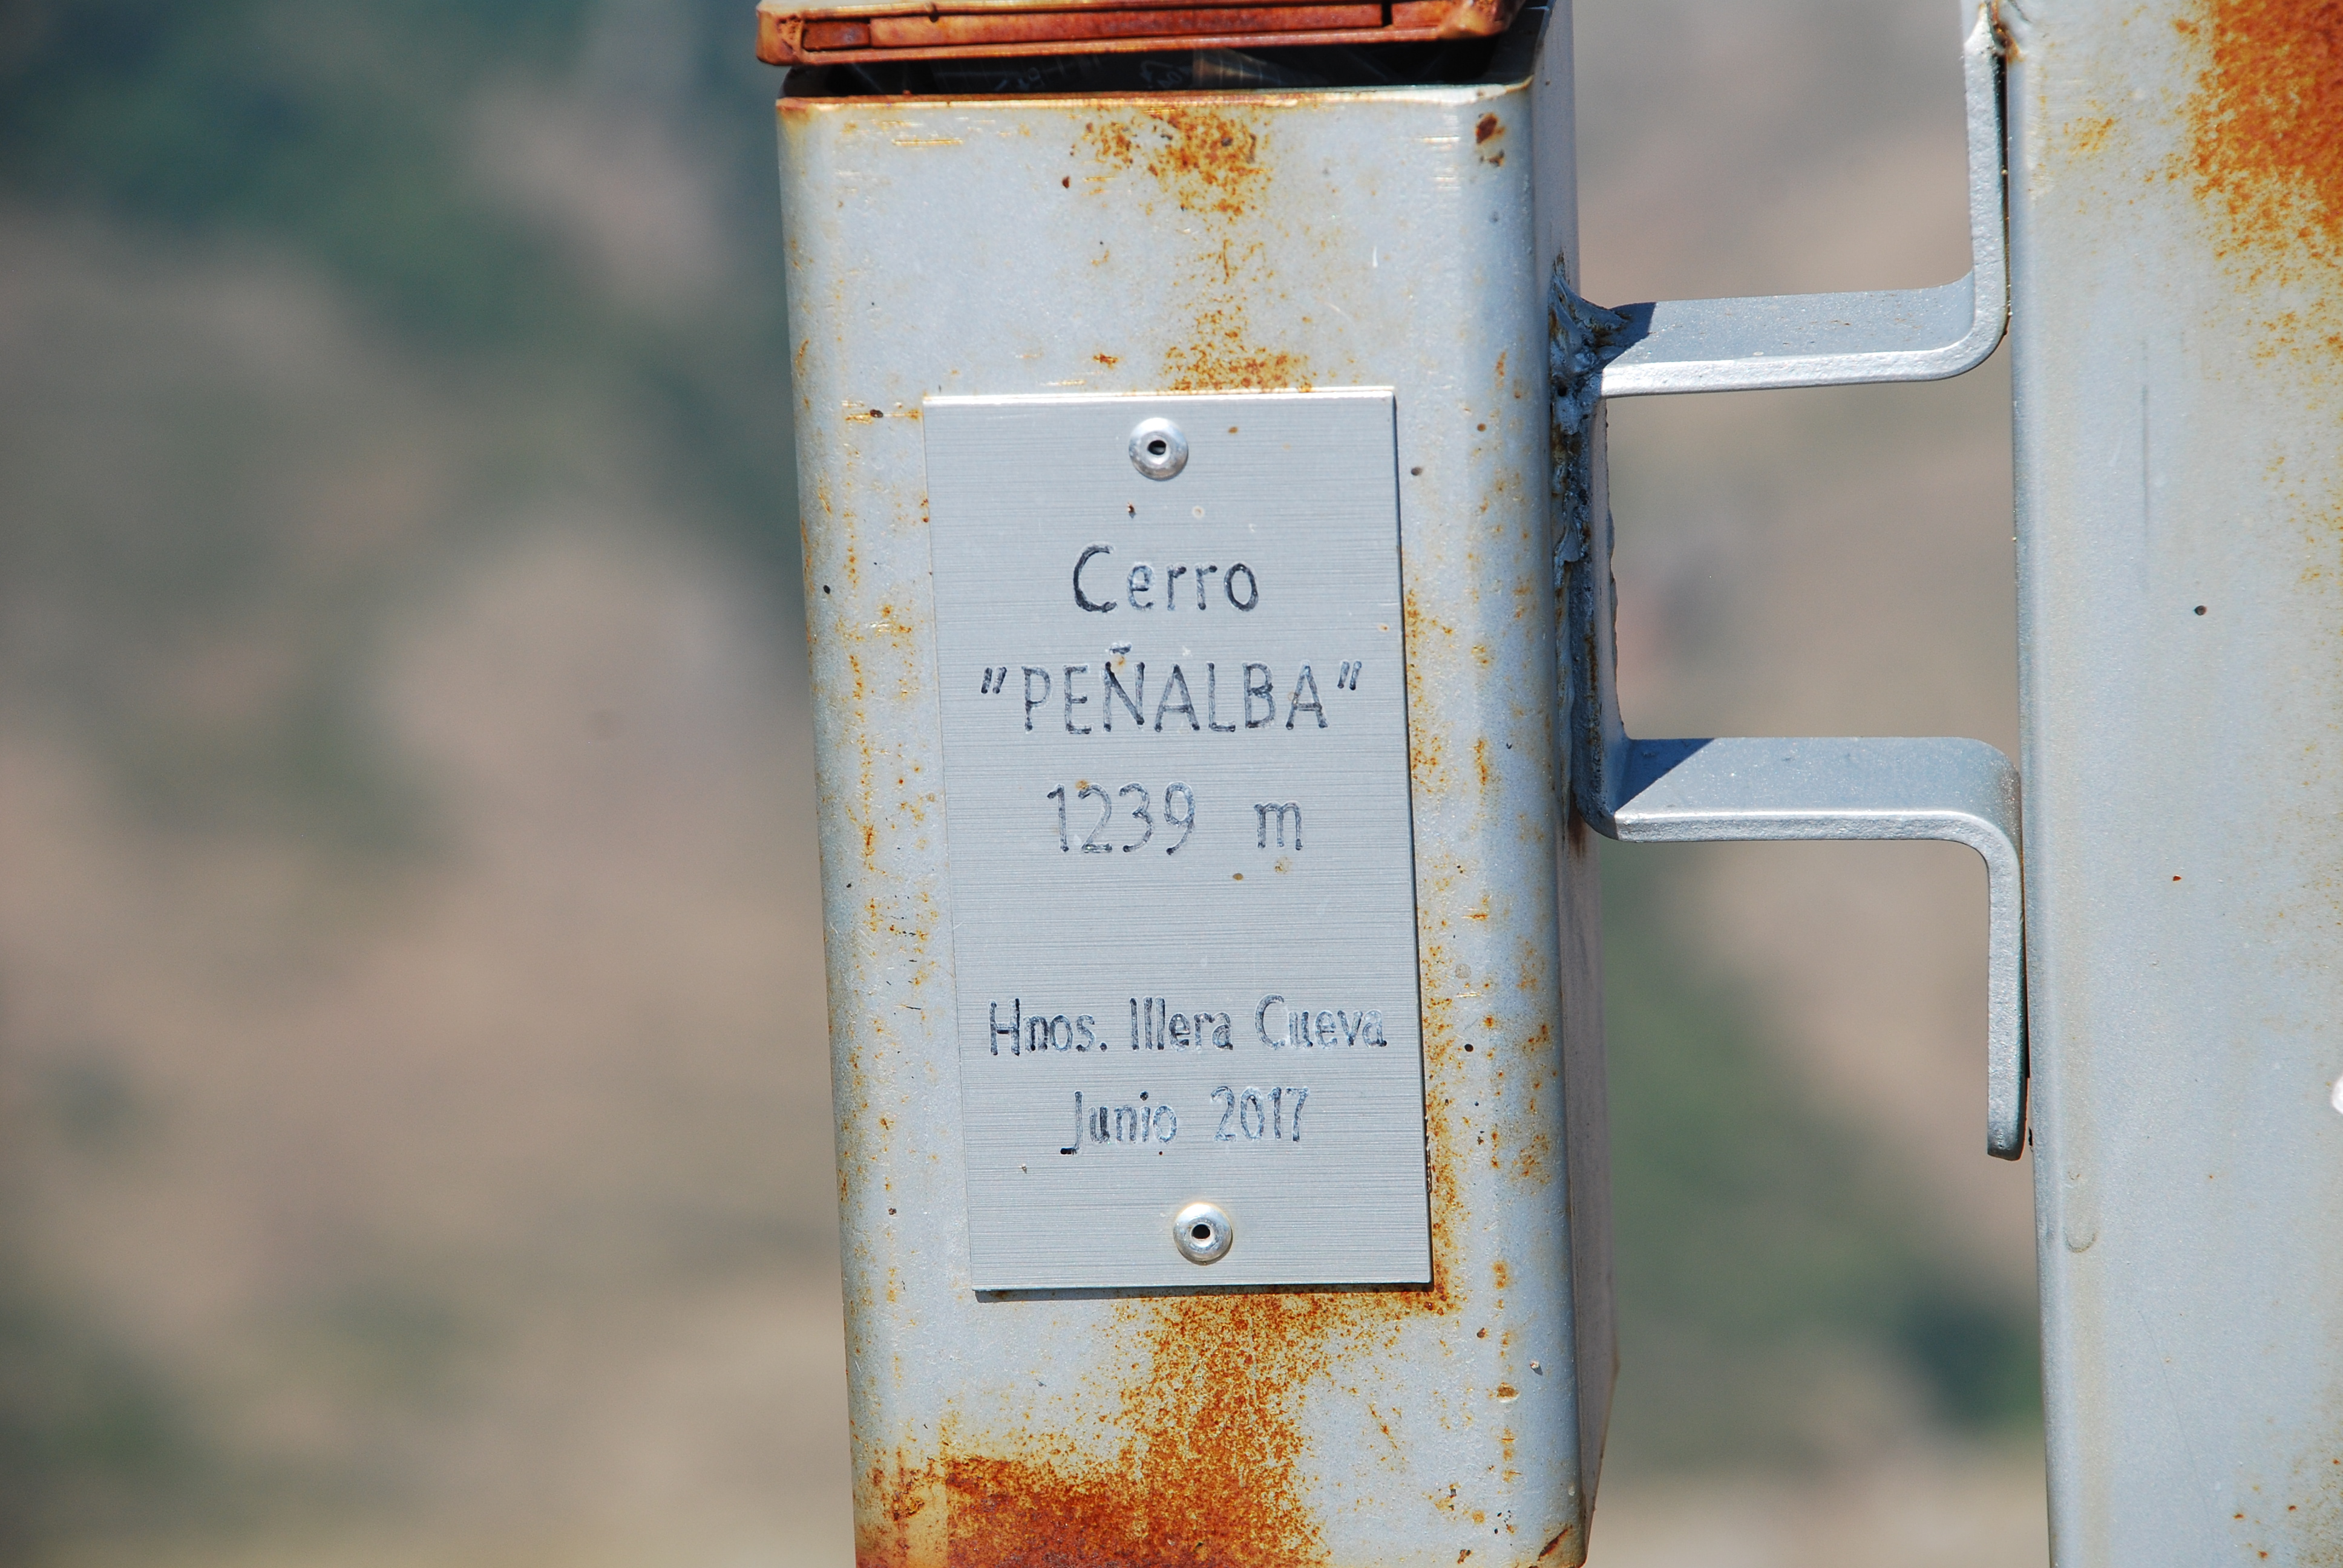 Cerro
"PEÑALBA"
1239 m
Hnos. Illera Cueva
Junio 2017